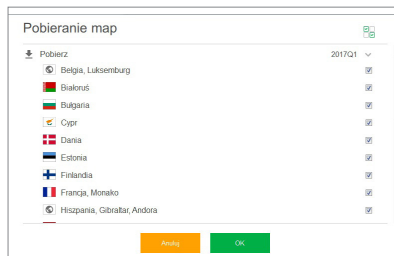 Pobieranie map
Pobierz 2017Q1
Belgia, Luksemburg
Białoruś
Bułgaria
Cypr
Dania
Estonia
Finlandia
Francja, Monako
Hiszpania, Gibraltar, Andora
Anuluj OK